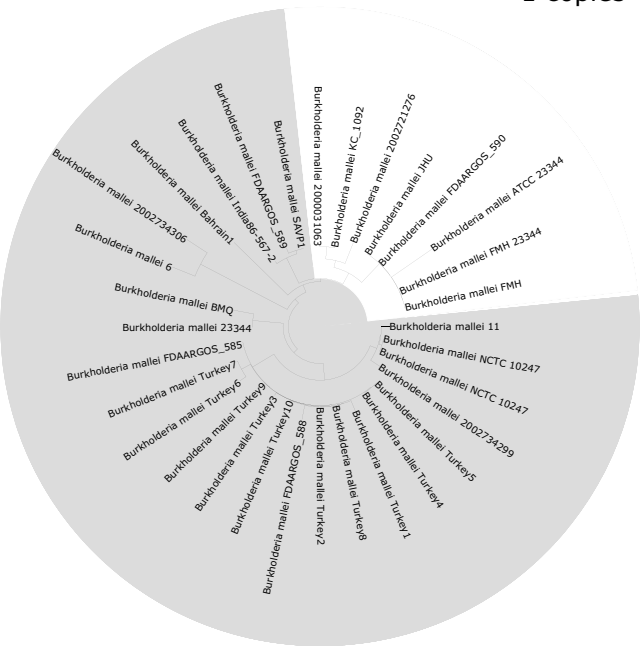 copies
Burkholderia mallei 2000031063
Burkholderia mallei KC_1092
Burkholderia mallei 2002721276
Burkholderia mallei JHU
Burkholderia mallei FDAARGOS_590
Burkholderia mallei ATCC 23344
Burkholderia mallei FMH 23344
Burkholderia mallei FMH
Burkholderia mallei 11
Burkholderia mallei NCTC 10247
Burkholderia mallei NCTC 10247
Burkholderia mallei 2002734299
Burkholderia mallei Turkey5
Burkholderia mallei Turkey4
Burkholderia mallei Turkey1
Burkholderia mallei Turkey8
Burkholderia mallei Turkey2
Burkholderia mallei FDAARGOS_588
Burkholderia mallei Turkey10
Burkholderia mallei Turkey3
Burkholderia mallei Turkey9
Burkholderia mallei Turkey6
Burkholderia mallei Turkey7
Burkholderia mallei FDAARGOS_585
Burkholderia mallei 23344
Burkholderia mallei BMQ
Burkholderia mallei 6
Burkholderia mallei 2002734306
Burkholderia mallei Bahrain1
Burkholderia mallei India86-567-2
Burkholderia mallei FDAARGOS_589
Burkholderia mallei SAVP1